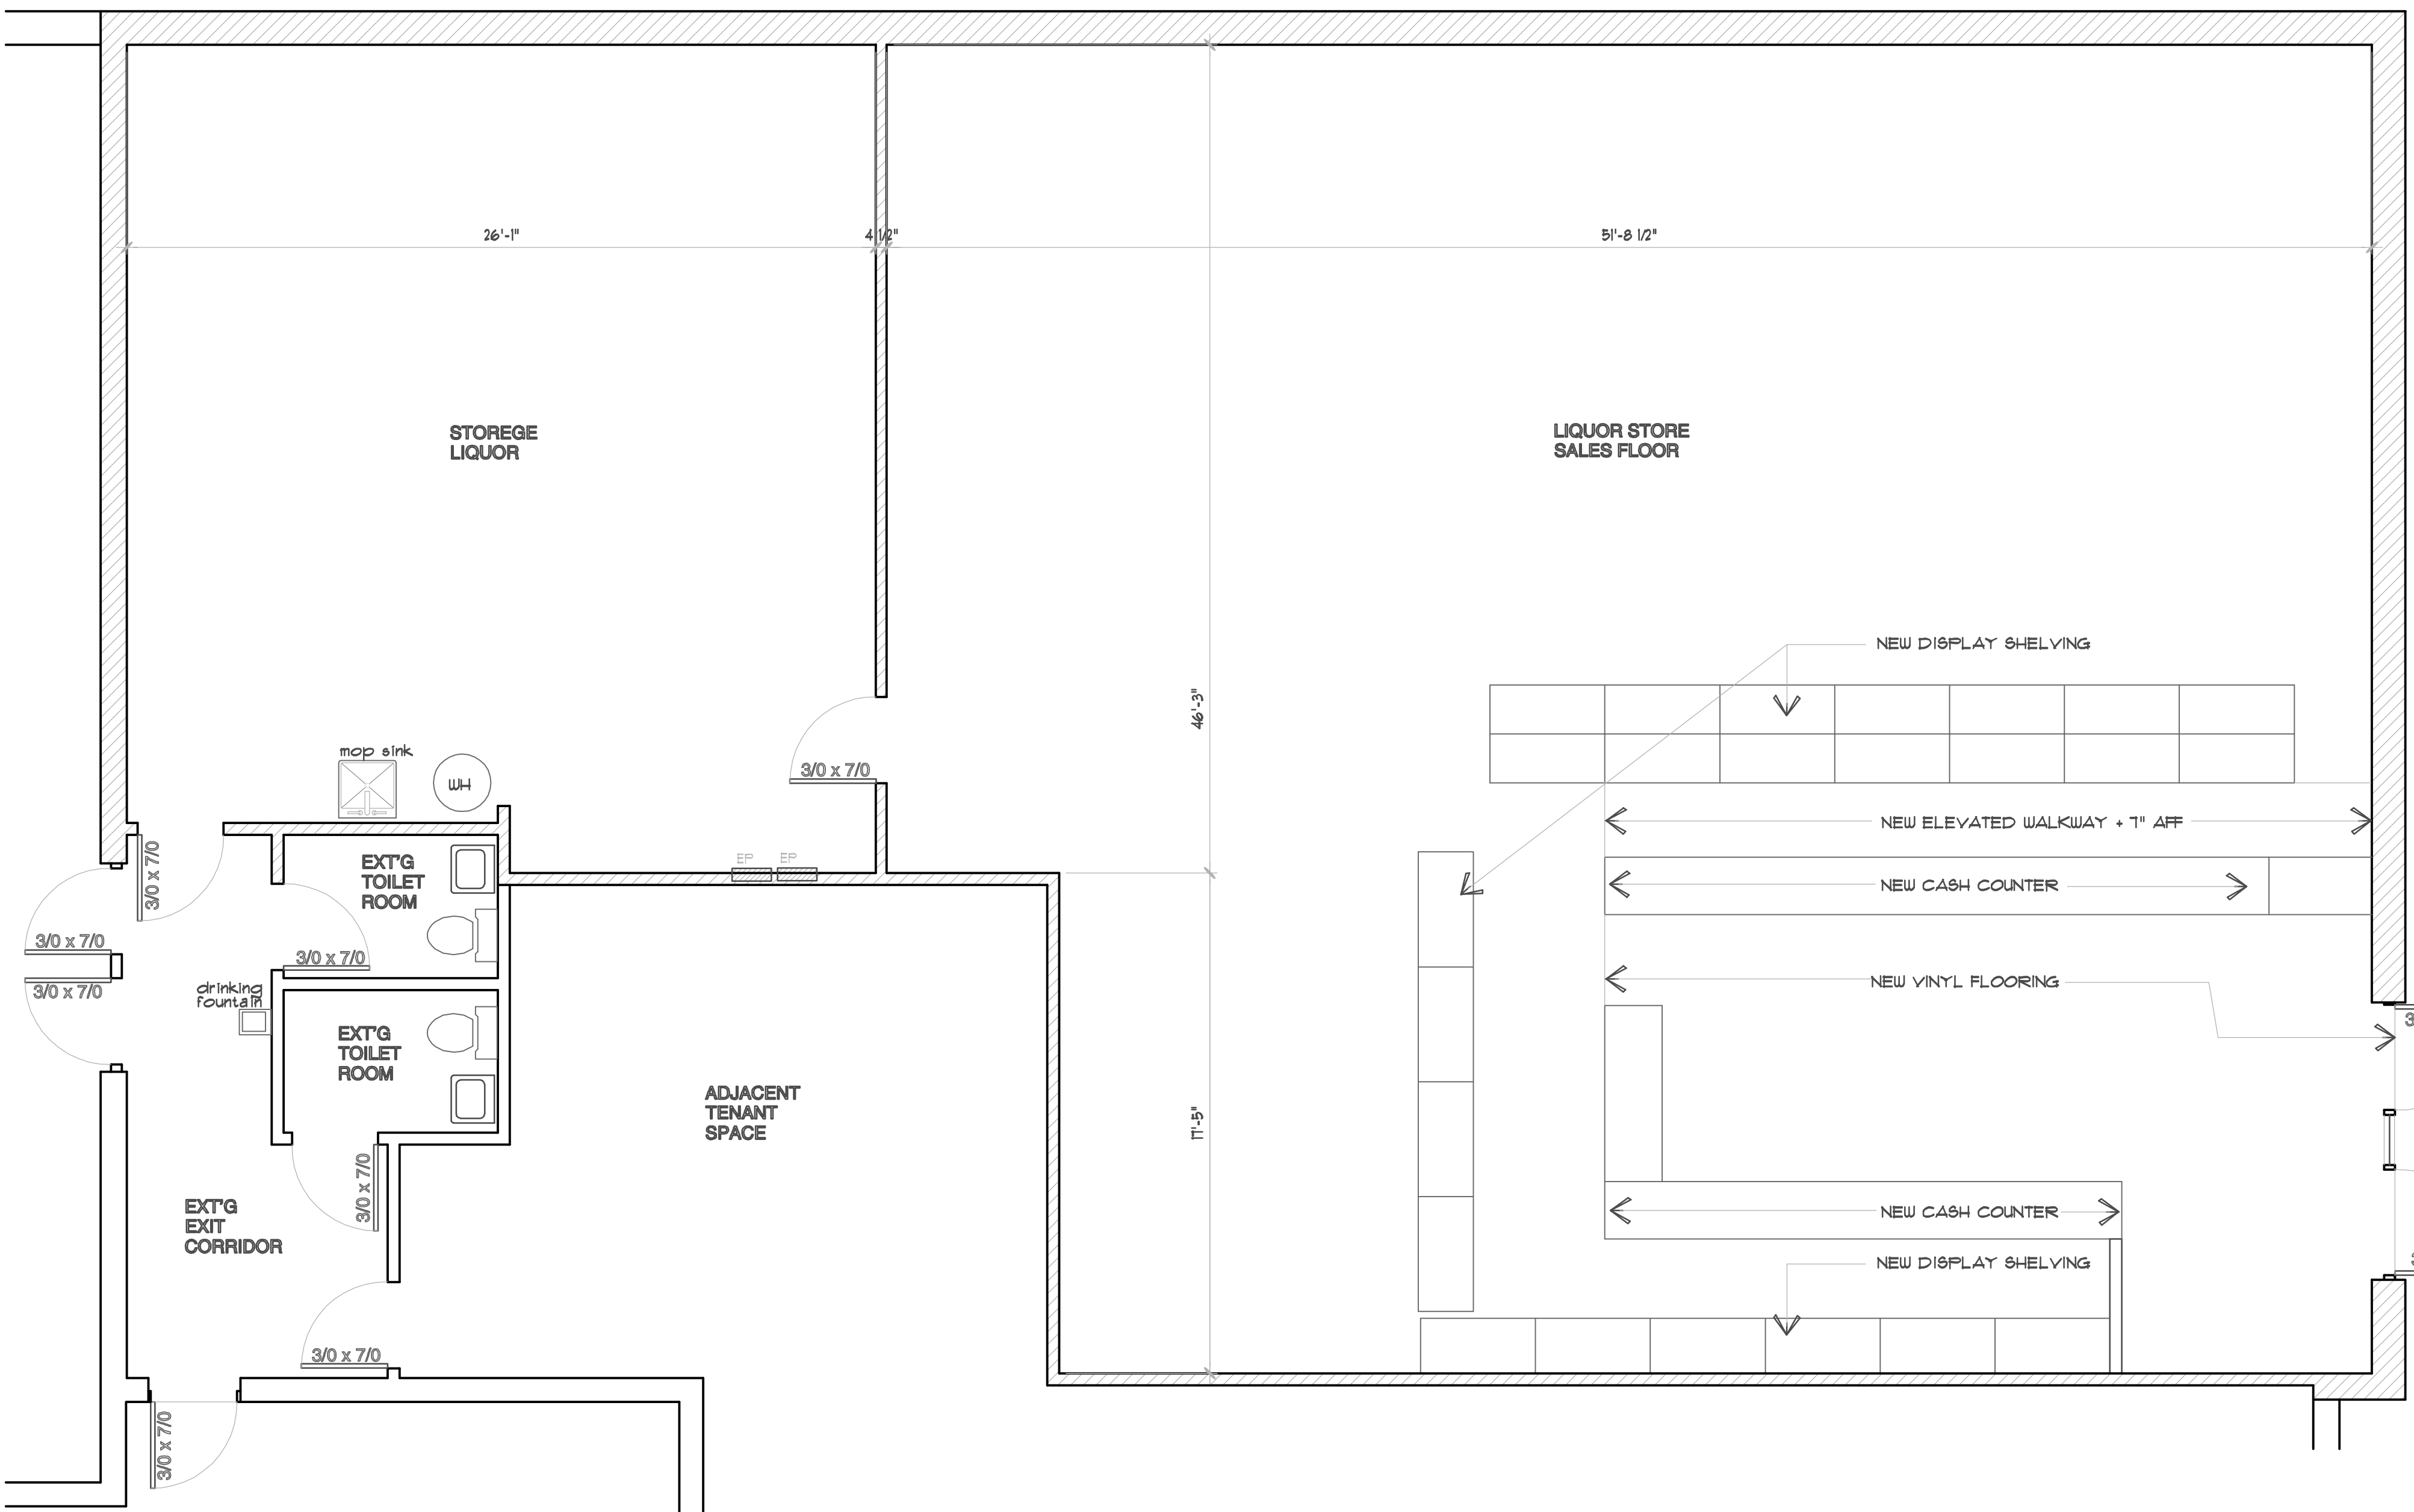 26'-1"
4 1/2"
51'-8 1/2"
STOREGE
LIQUOR
LIQUOR STORE
SALES FLOOR
NEW DISPLAY SHELVING
46'-3"
mop sink
WH
3/0 x 7/0
NEW ELEVATED WALKWAY + 7" AFF
EP
EP
NEW CASH COUNTER
EXT'G
TOILET
ROOM
3/0 x 7/0
3/0 x 7/0
3/0 x 7/0
3/0 x 7/0
drinking
fountain
NEW VINYL FLOORING
EXT'G
TOILET
ROOM
ADJACENT
TENANT
SPACE
17'-5"
3/0 x 7/0
EXT'G
EXIT
CORRIDOR
NEW CASH COUNTER
NEW DISPLAY SHELVING
3/0 x 7/0
3/0 x 7/0